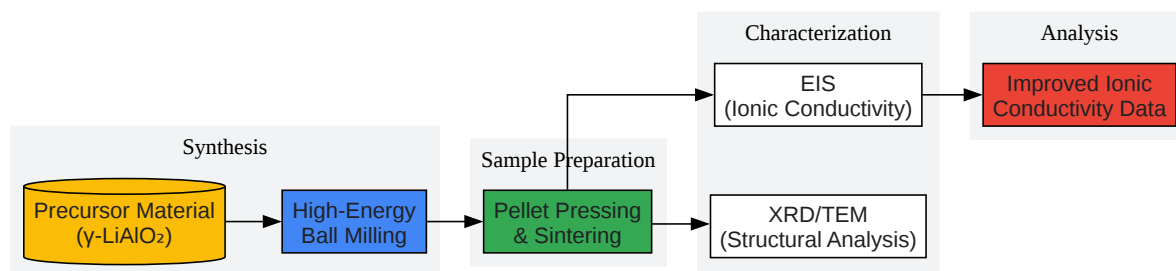 Characterization
Analysis
EIS
(Ionic Conductivity)
Improved Ionic
Conductivity Data
Synthesis
Sample Preparation
Precursor Material
(γ-LiAlO₂)
High-Energy
Ball Milling
Pellet Pressing
& Sintering
XRD/TEM
(Structural Analysis)